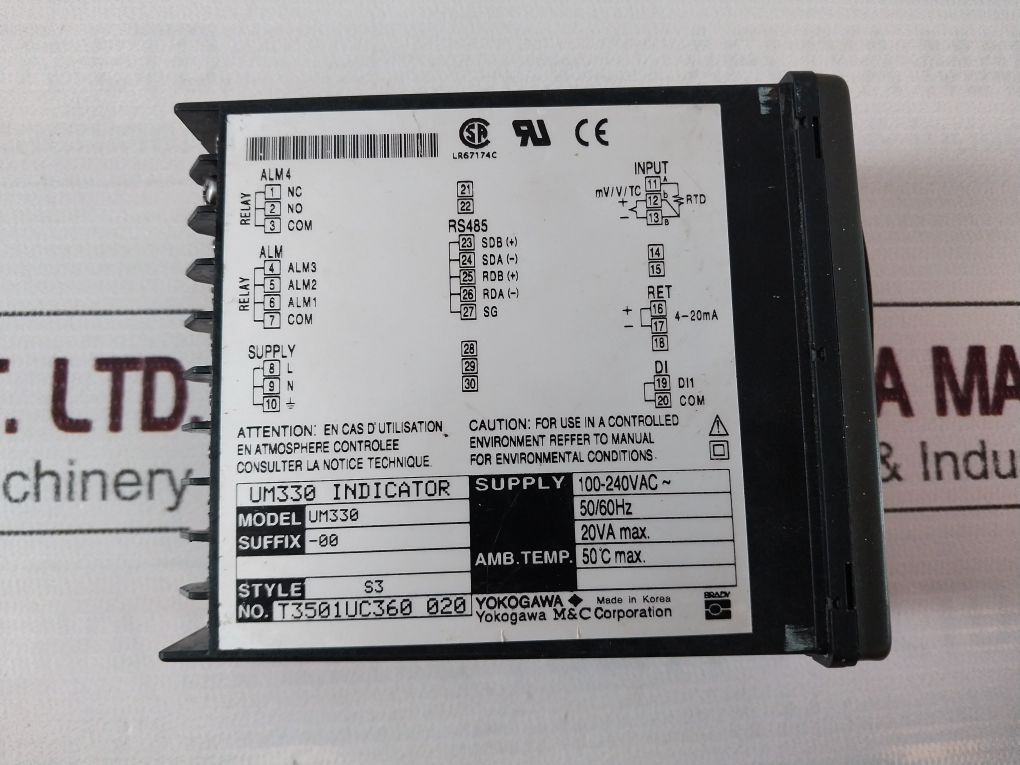 LR67174C
CE
ALM4
RELAY
1 NC
2 NO
3 COM
ALM
RELAY
4 ALM3
5 ALM2
6 ALM1
7 COM
SUPPLY
8 L
9 N
10
21
22
RS485
23 SDB (+)
24 SDA (-)
25 RDB (+)
26 RDA (-)
27 SG
28
29
30
INPUT
mV/V/TC
11 A
+ 12 b RTD
- 13 B
14
15
RET
+ 16
- 17 4-20mA
18
DI
19 DI1
20 COM
ATTENTION: EN CAS D'UTILISATION
EN ATMOSPHERE CONTROLEE
CONSULTER LA NOTICE TECHNIQUE.
CAUTION: FOR USE IN A CONTROLLED
ENVIRONMENT REFFER TO MANUAL
FOR ENVIRONMENTAL CONDITIONS.
UM330 INDICATOR
MODEL UM330
SUFFIX -00
STYLE S3
NO. T3501UC360 020
SUPPLY 100-240VAC ~
50/60Hz
20VA max.
AMB.TEMP. 50°C max.
YOKOGAWA Made in Korea
Yokogawa M&C Corporation
BRADY
T. LTD.
chinery
A MA
& Indu